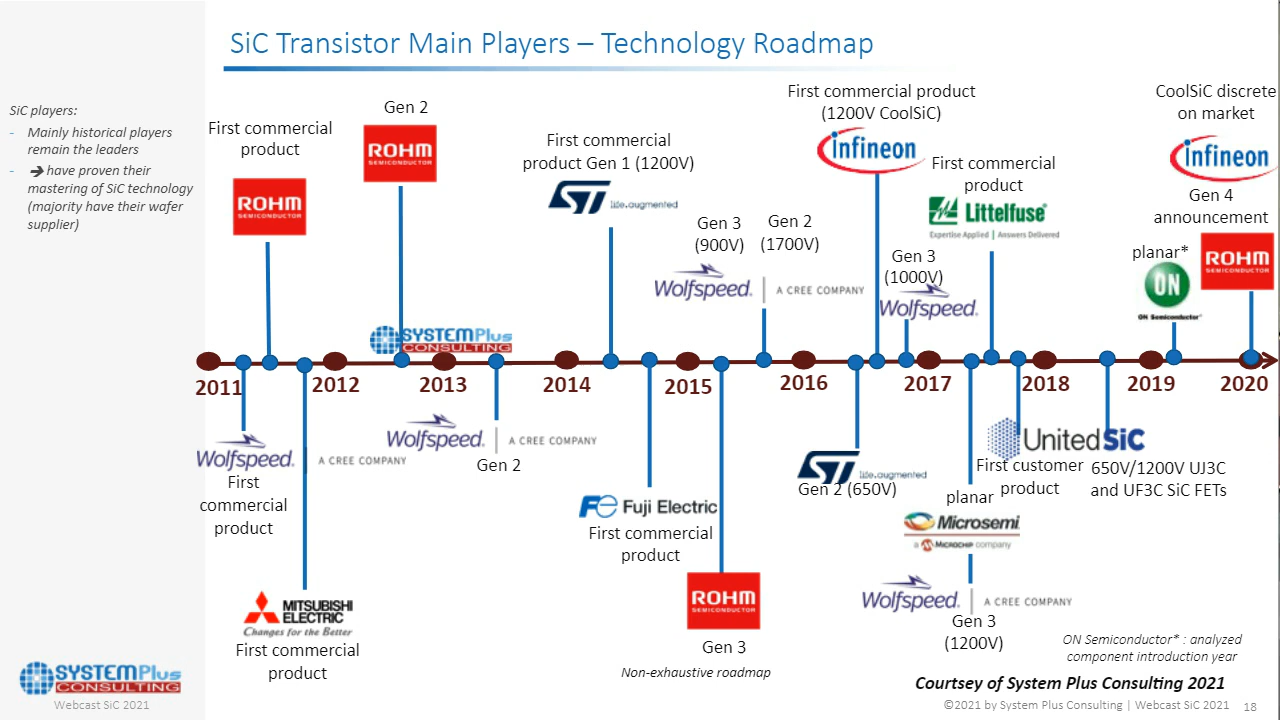 SiC Transistor Main Players – Technology Roadmap
SiC players:
- Mainly historical players
remain the leaders
- ➔ have proven their
mastering of SiC technology
(majority have their wafer
supplier)
First commercial
product
ROHM
SEMICONDUCTOR
Gen 2
ROHM
SEMICONDUCTOR
SYSTEMPlus
CONSULTING
First commercial
product Gen 1 (1200V)
ST
life.augmented
Gen 3
(900V)
Gen 2
(1700V)
Wolfspeed. | A CREE COMPANY
First commercial product
(1200V CoolSiC)
infineon
First commercial
product
Littelfuse®
Expertise Applied | Answers Delivered
Gen 3
(1000V)
Wolfspeed.
CoolSiC discrete
on market
infineon
Gen 4
announcement
ROHM
SEMICONDUCTOR
planar*
ON
ON Semiconductor®
2011
2012
2013
2014
2015
2016
2017
2018
2019
2020
Wolfspeed. A CREE COMPANY
First
commercial
product
MITSUBISHI
ELECTRIC
Changes for the Better
First commercial
product
Wolfspeed. | A CREE COMPANY
Gen 2
Fe Fuji Electric
First commercial
product
ROHM
SEMICONDUCTOR
Gen 3
Non-exhaustive roadmap
ST
life.augmented
Gen 2 (650V)
planar
Microsemi.
a MICROCHIP company
Wolfspeed. | A CREE COMPANY
Gen 3
(1200V)
UnitedSiC
First customer
product
650V/1200V UJ3C
and UF3C SiC FETs
ON Semiconductor* : analyzed
component introduction year
Courtsey of System Plus Consulting 2021
SYSTEMPlus
CONSULTING
Webcast SiC 2021
©2021 by System Plus Consulting | Webcast SiC 2021
18